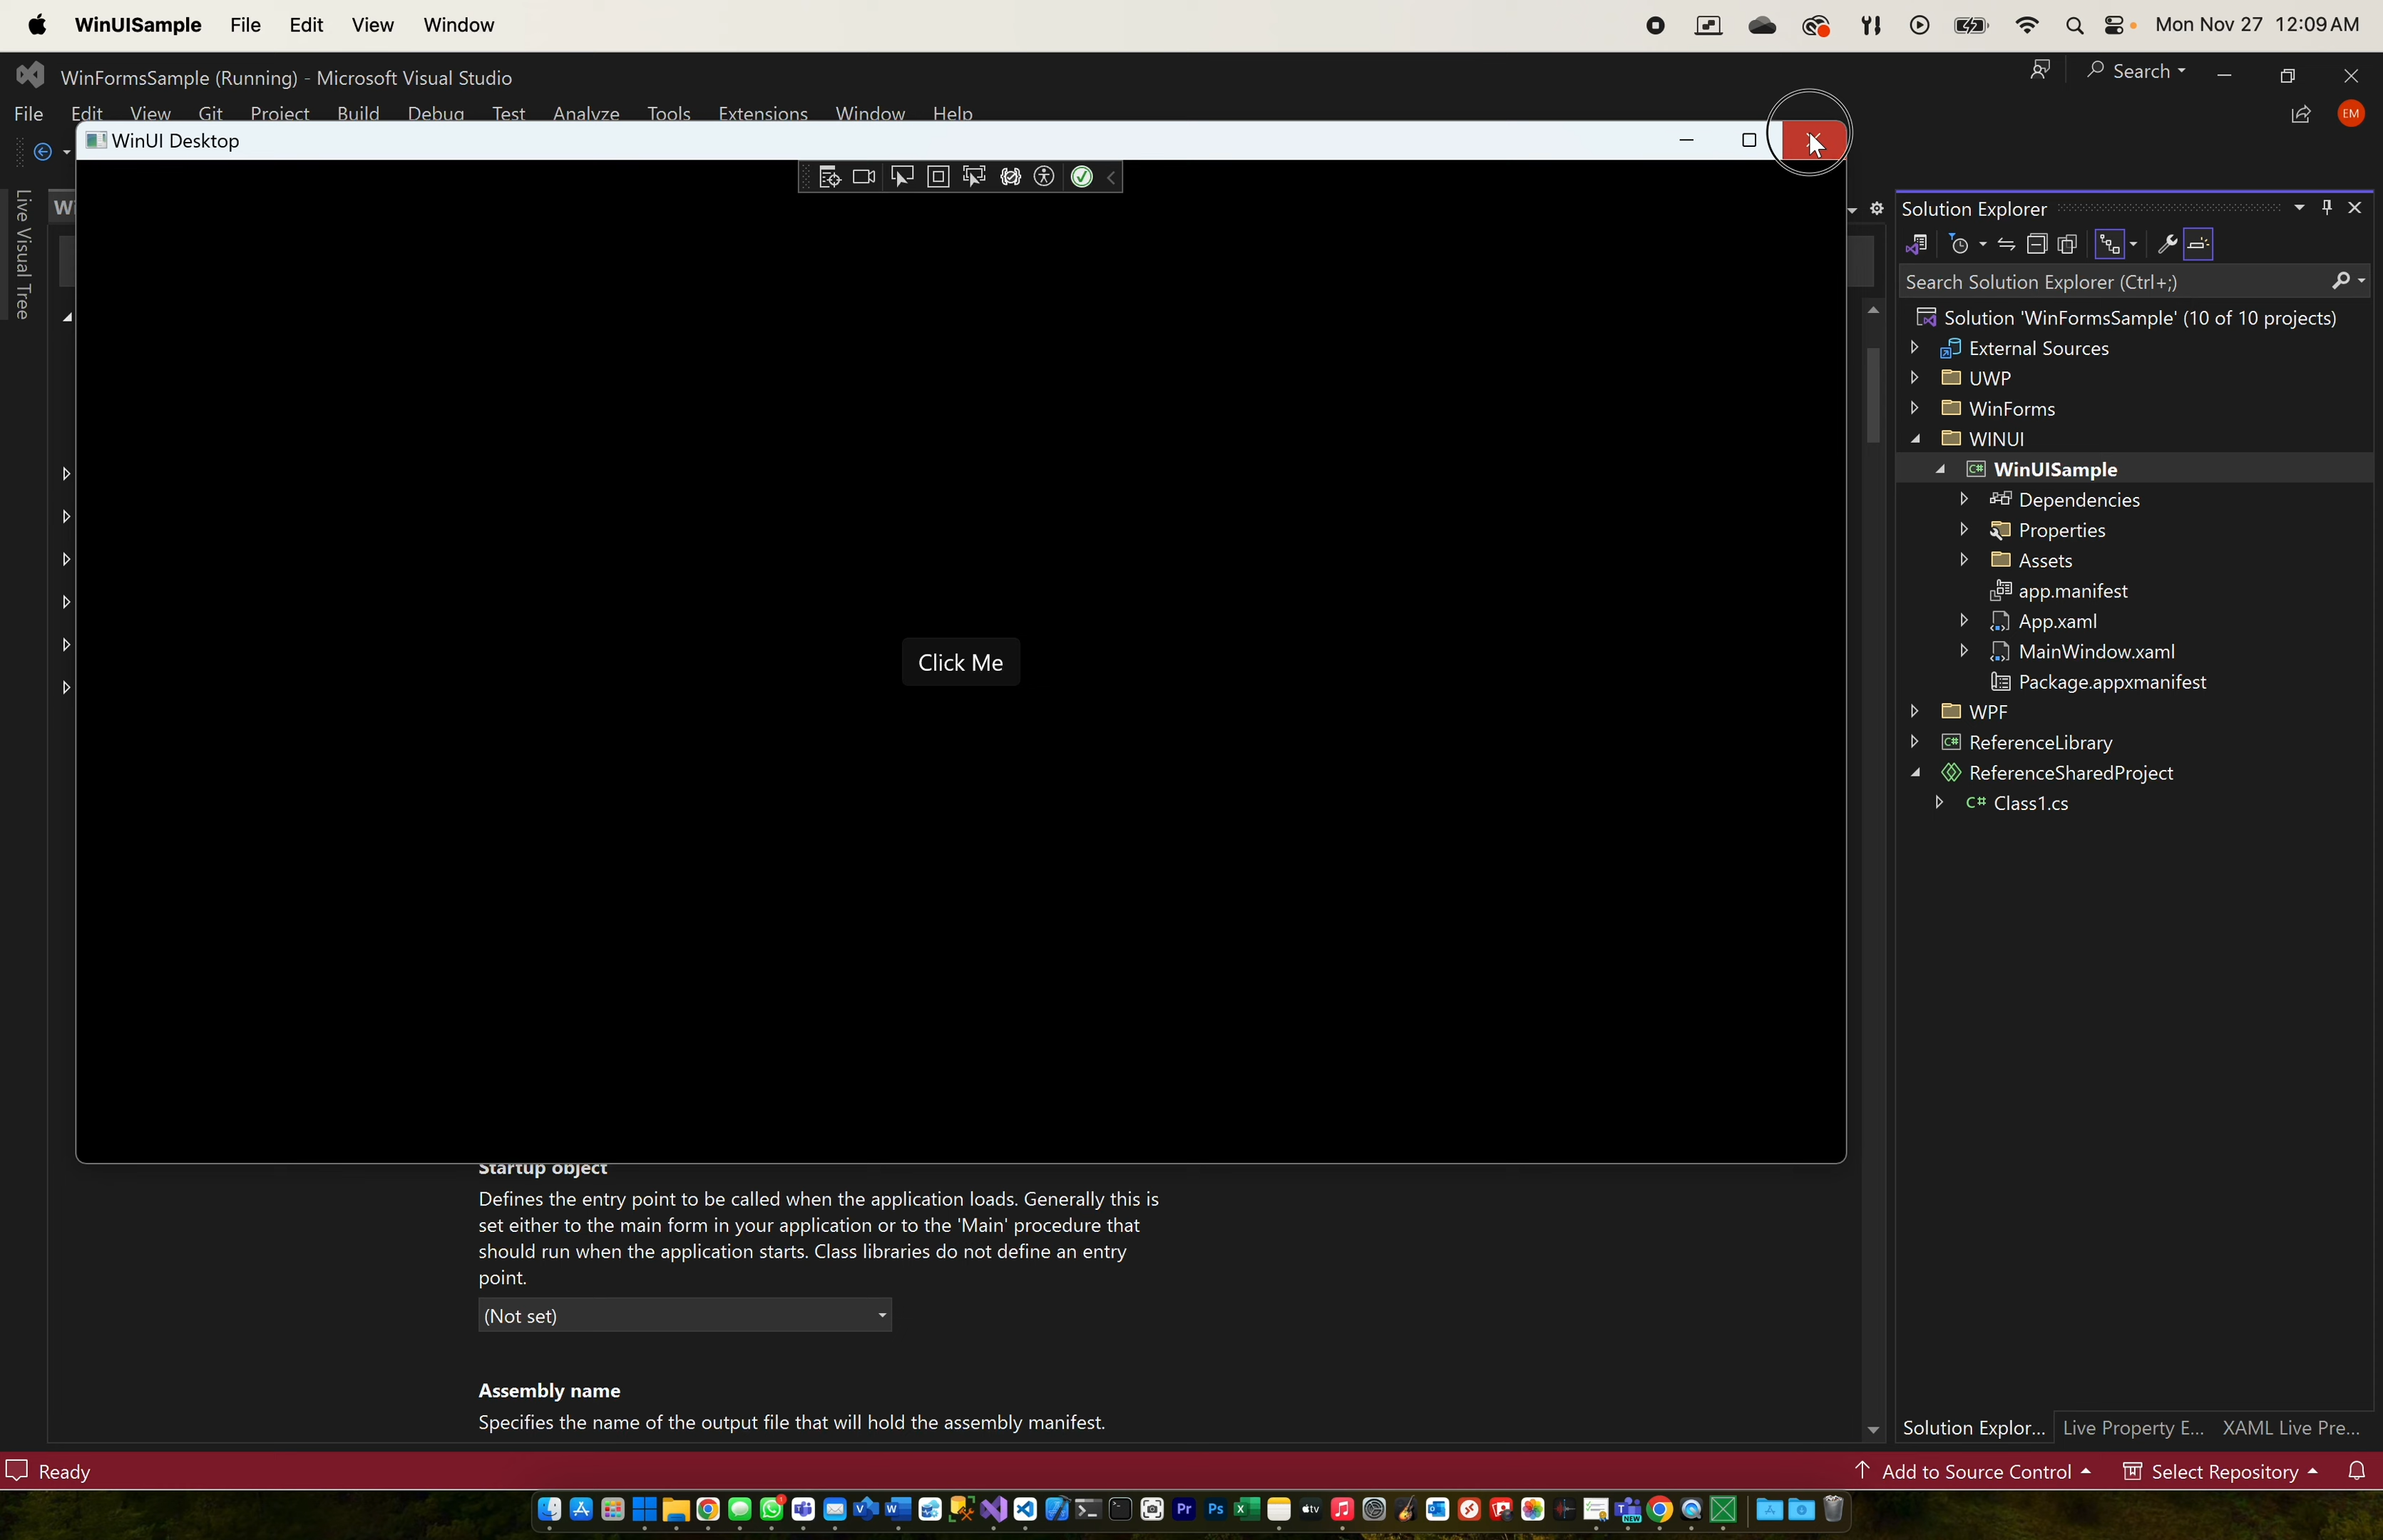 WinUISample File Edit View Window
Mon Nov 27 12:09 AM
WinFormsSample (Running) - Microsoft Visual Studio
Search
File Edit View Git Project Build Debug Test Analyze Tools Extensions Window Help
EM
WinUI Desktop
Live Visual Tree
Wi
Solution Explorer
Search Solution Explorer (Ctrl+;)
Solution 'WinFormsSample' (10 of 10 projects)
External Sources
UWP
WinForms
WINUI
C# WinUISample
Dependencies
Properties
Assets
app.manifest
App.xaml
MainWindow.xaml
Package.appxmanifest
WPF
C# ReferenceLibrary
ReferenceSharedProject
C# Class1.cs
Click Me
Startup object
Defines the entry point to be called when the application loads. Generally this is
set either to the main form in your application or to the 'Main' procedure that
should run when the application starts. Class libraries do not define an entry
point.
(Not set)
Assembly name
Specifies the name of the output file that will hold the assembly manifest.
Solution Explor... Live Property E... XAML Live Pre...
Ready
Add to Source Control Select Repository
1 V W Pr Ps X tv NEW